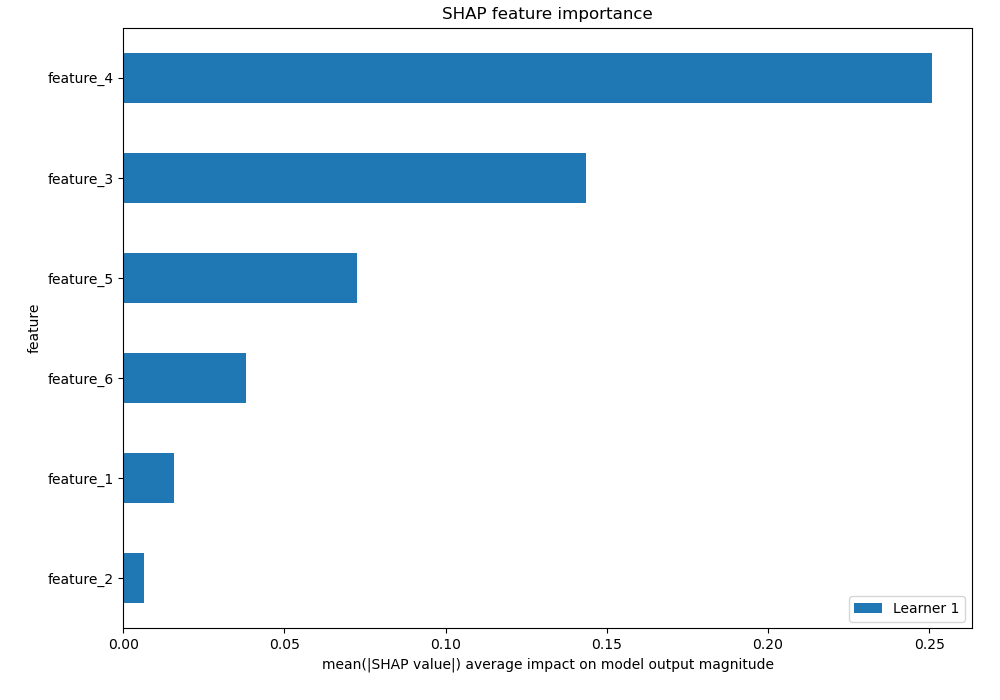 SHAP feature importance
feature_4
feature_3
feature_5
feature_6
feature_1
feature_2
feature
Learner 1
0.00 0.05 0.10 0.15 0.20 0.25
mean(|SHAP value|) average impact on model output magnitude